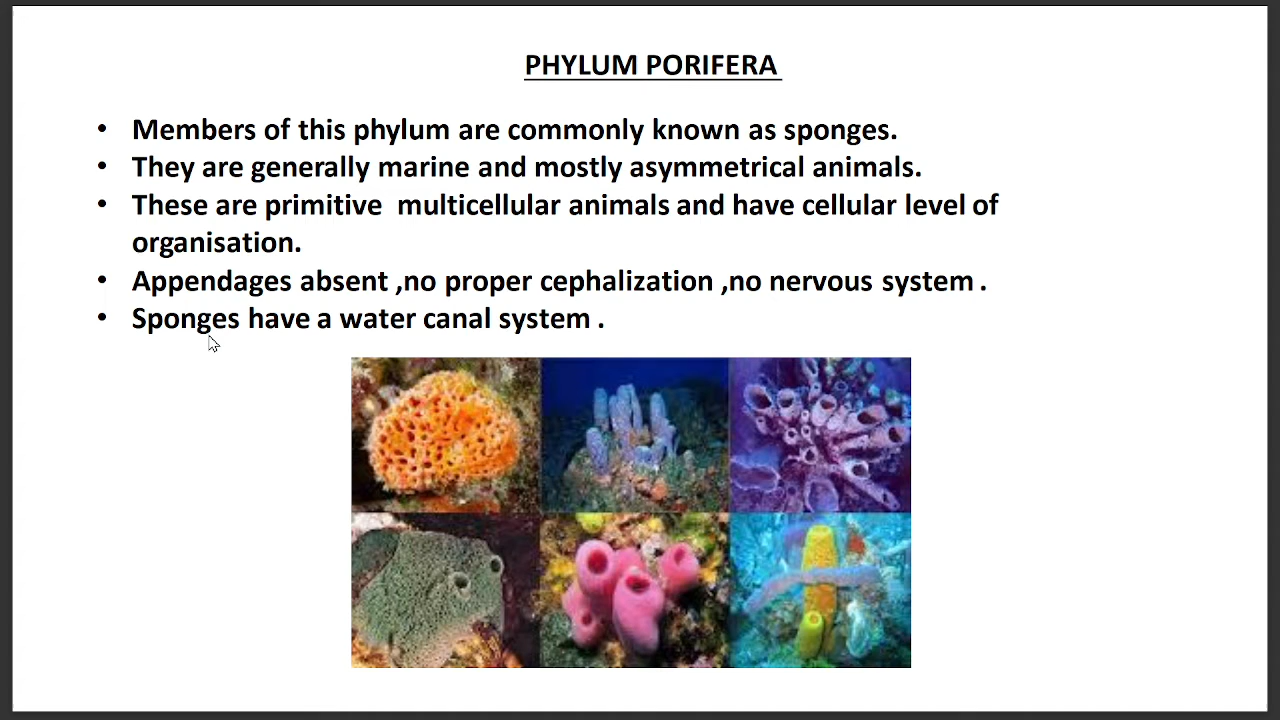 PHYLUM PORIFERA
• Members of this phylum are commonly known as sponges.
• They are generally marine and mostly asymmetrical animals.
• These are primitive  multicellular animals and have cellular level of
organisation.
• Appendages absent ,no proper cephalization ,no nervous system .
• Sponges have a water canal system .